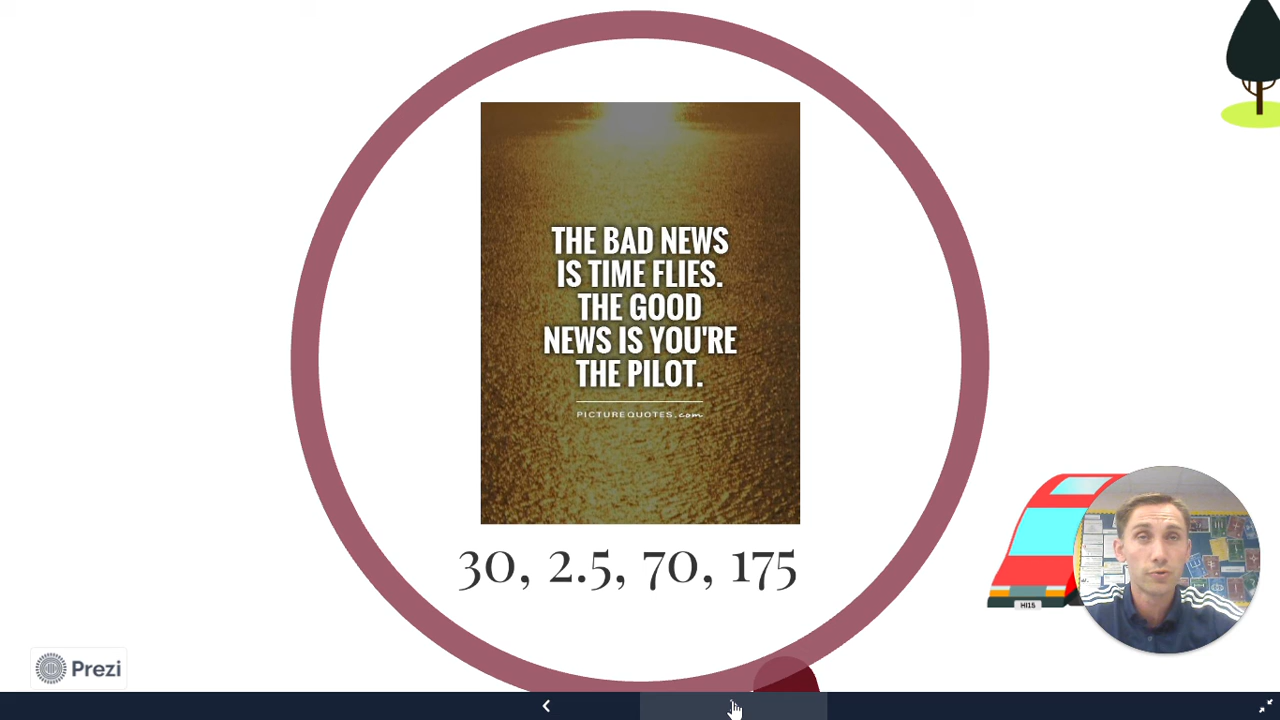 THE BAD NEWS
IS TIME FLIES.
THE GOOD
NEWS IS YOU'RE
THE PILOT.
PICTUREQUOTES.com
30, 2.5, 70, 175
HI15
Prezi